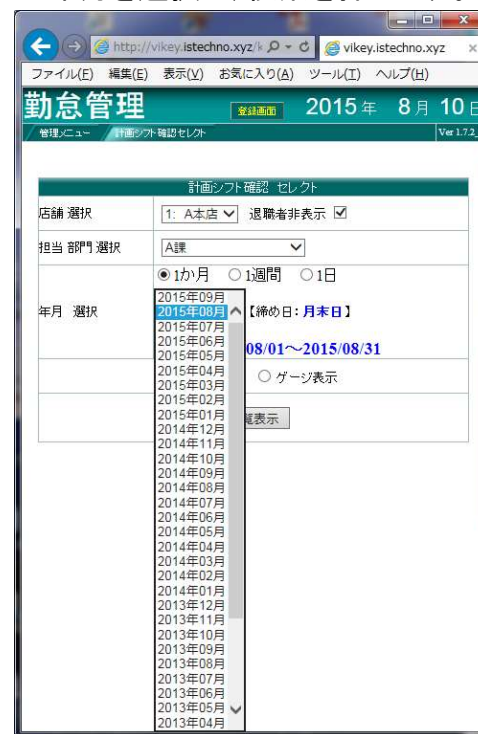 http://vikey.istechno.xyz/k
vikey.istechno.xyz
ファイル(F) 編集(E) 表示(V) お気に入り(A) ツール(T) ヘルプ(H)
勤怠管理 登録画面 2015年 8月 10
管理メニュー 計画シフト確認セレクト Ver 1.7.2
計画シフト確認 セレクト
店舗 選択 1: A本店 退職者非表示
担当 部門 選択 A課
1か月 1週間 1日
年月 選択
2015年09月
2015年08月 【締め日:月末日】
2015年07月
2015年06月
2015年05月 08/01～2015/08/31
2015年04月
2015年03月 ゲージ表示
2015年02月
2015年01月 覧表示
2014年12月
2014年11月
2014年10月
2014年09月
2014年08月
2014年07月
2014年06月
2014年05月
2014年04月
2014年03月
2014年02月
2014年01月
2013年12月
2013年11月
2013年10月
2013年09月
2013年08月
2013年07月
2013年06月
2013年05月
2013年04月